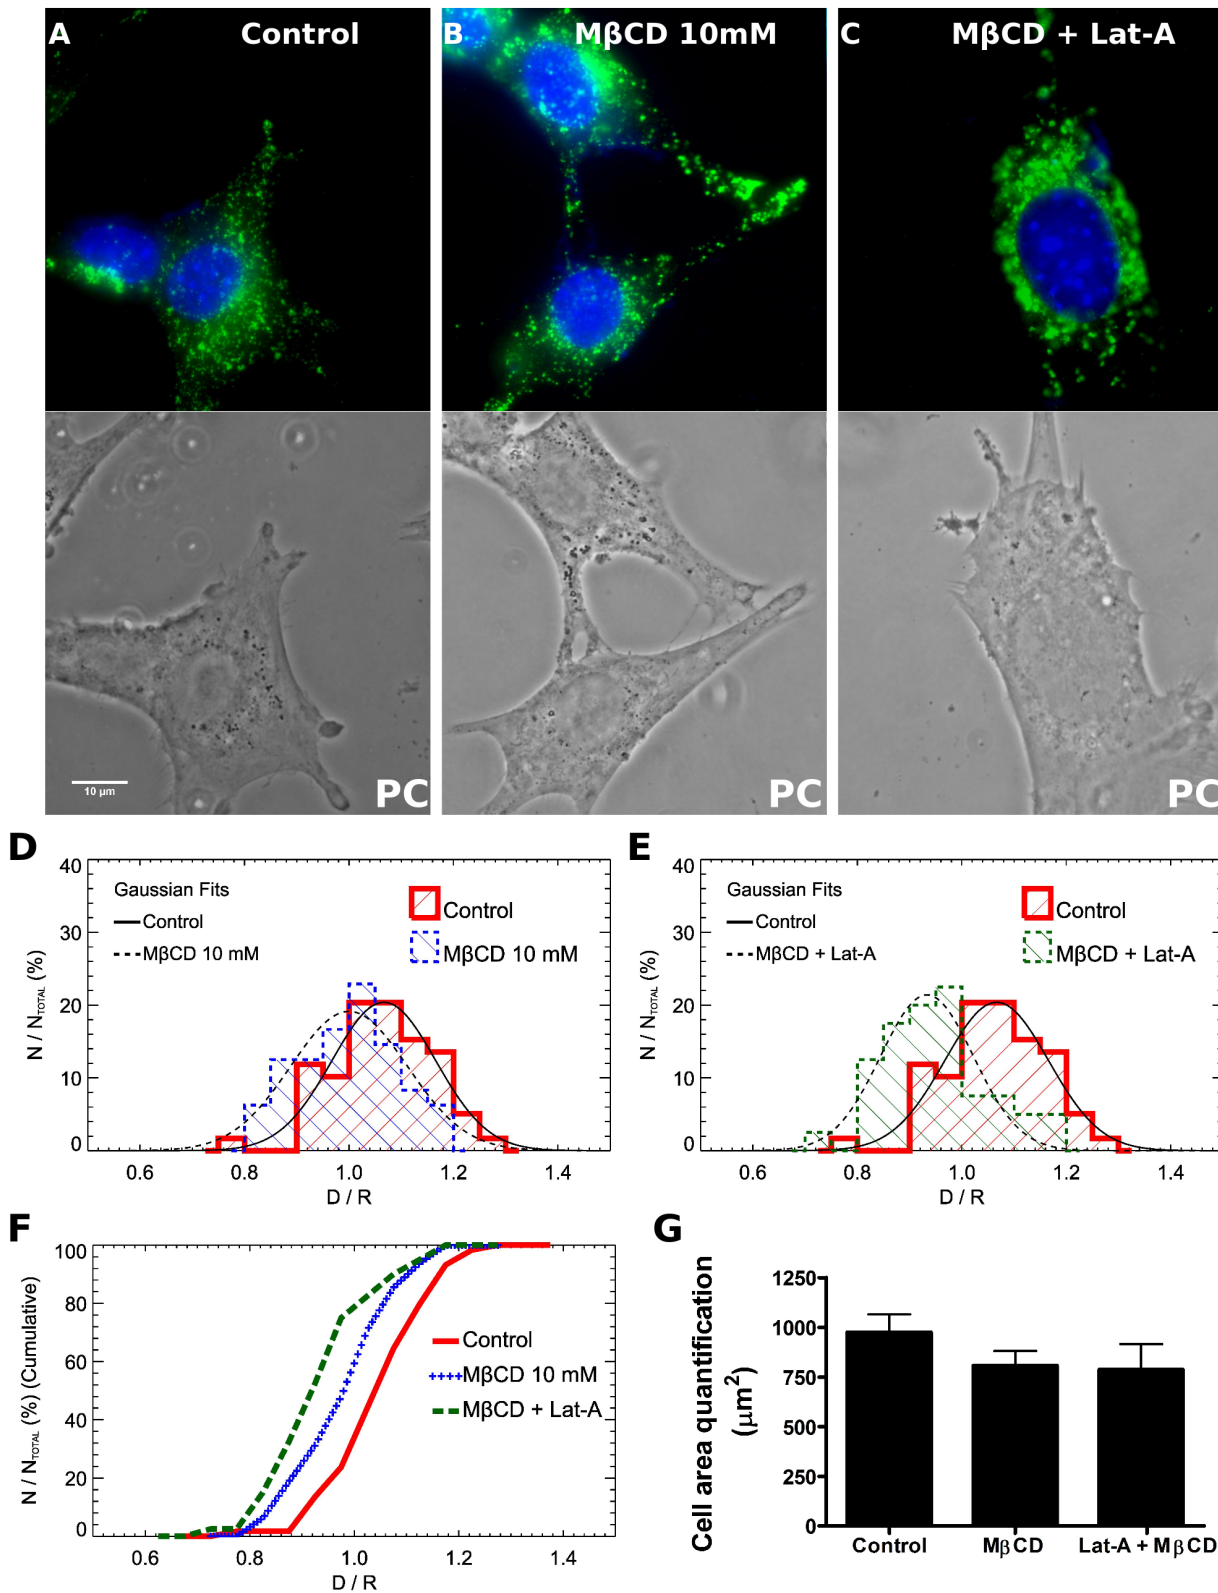 A Control
B MβCD 10mM
C MβCD + Lat-A
10 µm
PC
PC
PC
D
40
30
20
10
0
N / N_TOTAL (%)
Gaussian Fits
Control
MβCD 10 mM
Control
MβCD 10 mM
0.6 0.8 1.0 1.2 1.4
D / R
E
40
30
20
10
0
N / N_TOTAL (%)
Gaussian Fits
Control
MβCD + Lat-A
Control
MβCD + Lat-A
0.6 0.8 1.0 1.2 1.4
D / R
F
100
80
60
40
20
0
N / N_TOTAL (%) (Cumulative)
Control
MβCD 10 mM
MβCD + Lat-A
0.6 0.8 1.0 1.2 1.4
D / R
G
Cell area quantification
(μm²)
1250
1000
750
500
250
0
Control MβCD Lat-A + MβCD